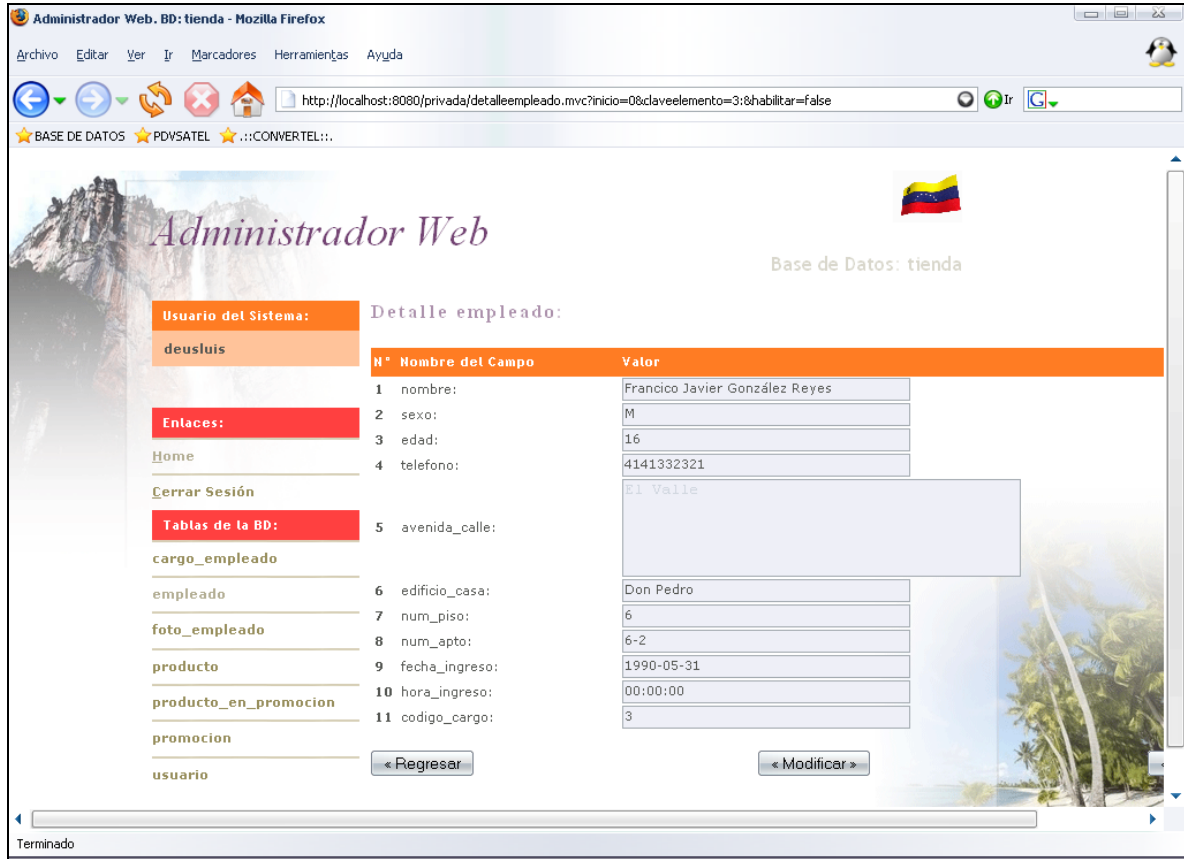 Administrador Web. BD: tienda - Mozilla Firefox
Archivo Editar Ver Ir Marcadores Herramientas Ayuda
http://localhost:8080/privada/detalleempleado.mvc?inicio=0&claveelemento=3:&habilitar=false Ir G
BASE DE DATOS PDVSATEL .::CONVERTEL::.
Administrador Web
Base de Datos: tienda
Usuario del Sistema:
deusluis
Enlaces:
Home
Cerrar Sesión
Tablas de la BD:
cargo_empleado
empleado
foto_empleado
producto
producto_en_promocion
promocion
usuario
Detalle empleado:
N° Nombre del Campo Valor
1 nombre: Francico Javier González Reyes
2 sexo: M
3 edad: 16
4 telefono: 4141332321
5 avenida_calle: El Valle
6 edificio_casa: Don Pedro
7 num_piso: 6
8 num_apto: 6-2
9 fecha_ingreso: 1990-05-31
10 hora_ingreso: 00:00:00
11 codigo_cargo: 3
« Regresar « Modificar »
Terminado